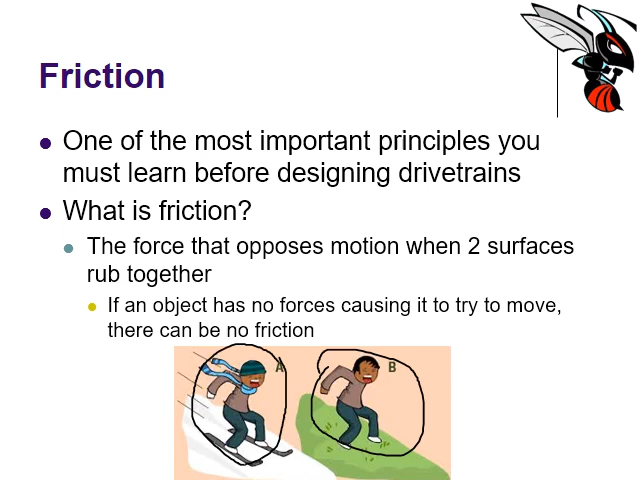 Friction
One of the most important principles you
must learn before designing drivetrains
What is friction?
The force that opposes motion when 2 surfaces
rub together
If an object has no forces causing it to try to move,
there can be no friction
A B